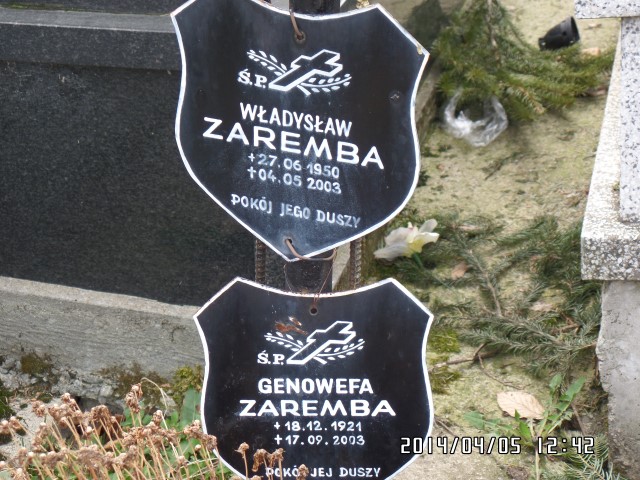 Ś.P.
WŁADYSŁAW
ZAREMBA
+27.06 1950
+04.05 2003
POKÓJ JEGO DUSZY
Ś.P.
GENOWEFA
ZAREMBA
+18.12.1921
+17.09.2003
POKÓJ JEJ DUSZY
2014/04/05 12:42